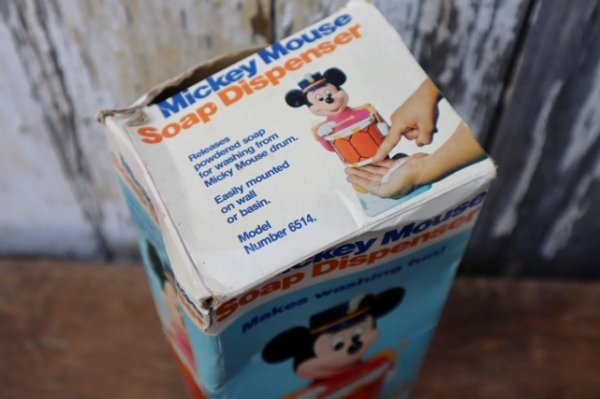 Mickey Mouse
Soap Dispenser
Releases
powdered soap
for washing from
Micky Mouse drum.
Easily mounted
on wall
or basin.
Model
Number 6514.
Mickey Mouse
Soap Dispenser
Makes washing fun!